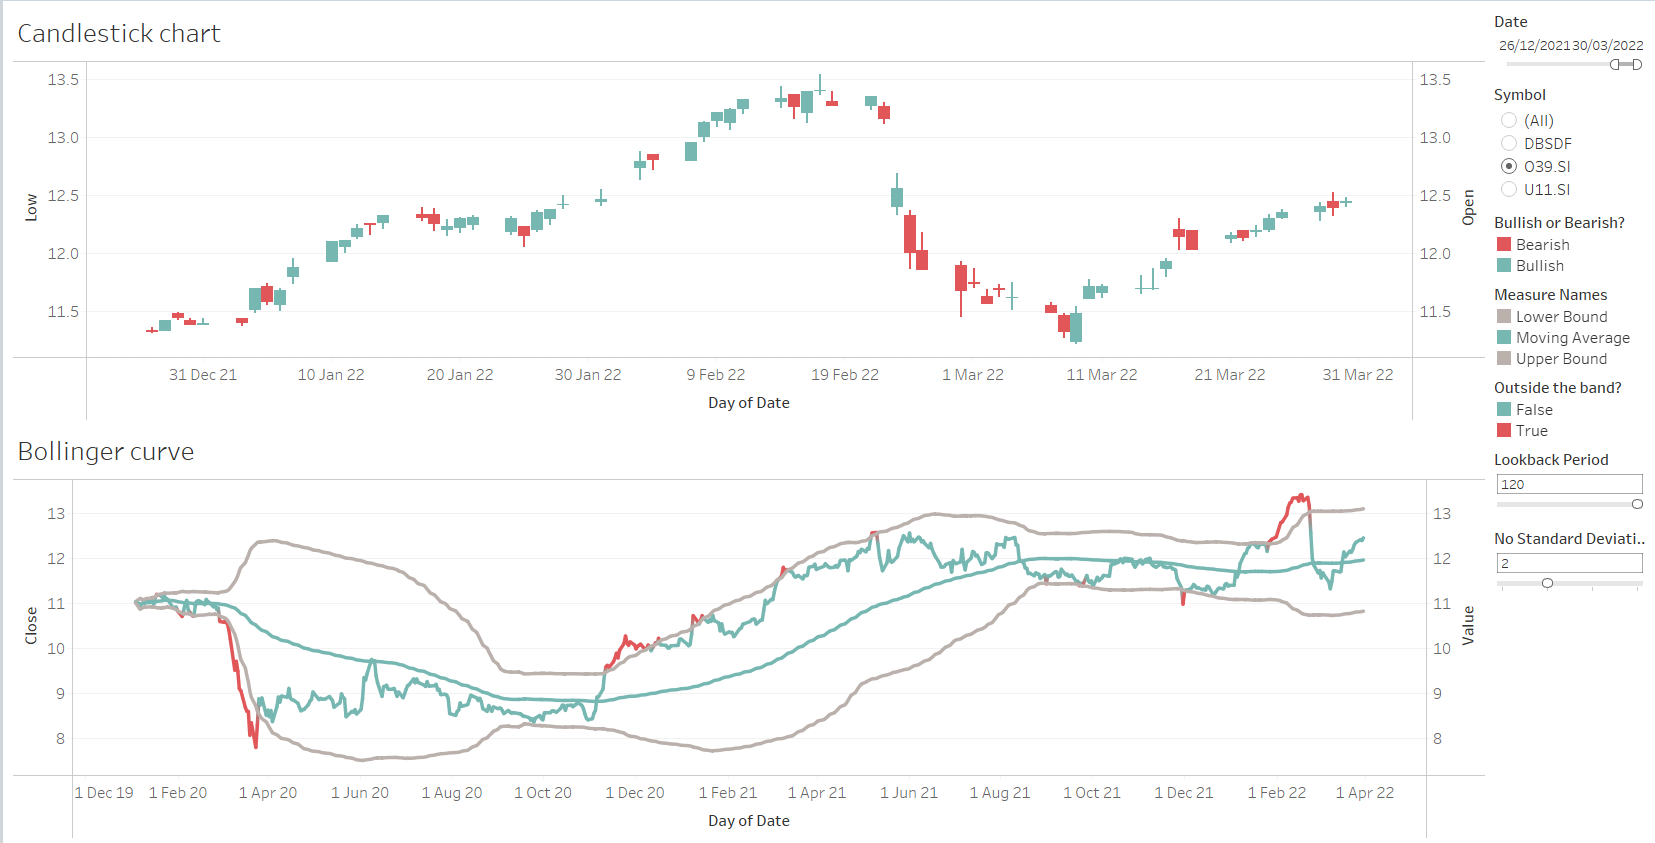 Candlestick chart
13.5
13.0
12.5
12.0
11.5
Low
13.5
13.0
12.5
12.0
11.5
Open
31 Dec 21 10 Jan 22 20 Jan 22 30 Jan 22 9 Feb 22 19 Feb 22 1 Mar 22 11 Mar 22 21 Mar 22 31 Mar 22
Day of Date
Bollinger curve
13
12
11
10
9
8
Close
13
12
11
10
9
8
Value
1 Dec 19 1 Feb 20 1 Apr 20 1 Jun 20 1 Aug 20 1 Oct 20 1 Dec 20 1 Feb 21 1 Apr 21 1 Jun 21 1 Aug 21 1 Oct 21 1 Dec 21 1 Feb 22 1 Apr 22
Day of Date
Date
26/12/2021 30/03/2022
Symbol
(All)
DBSDF
O39.SI
U11.SI
Bullish or Bearish?
Bearish
Bullish
Measure Names
Lower Bound
Moving Average
Upper Bound
Outside the band?
False
True
Lookback Period
120
No Standard Deviati..
2